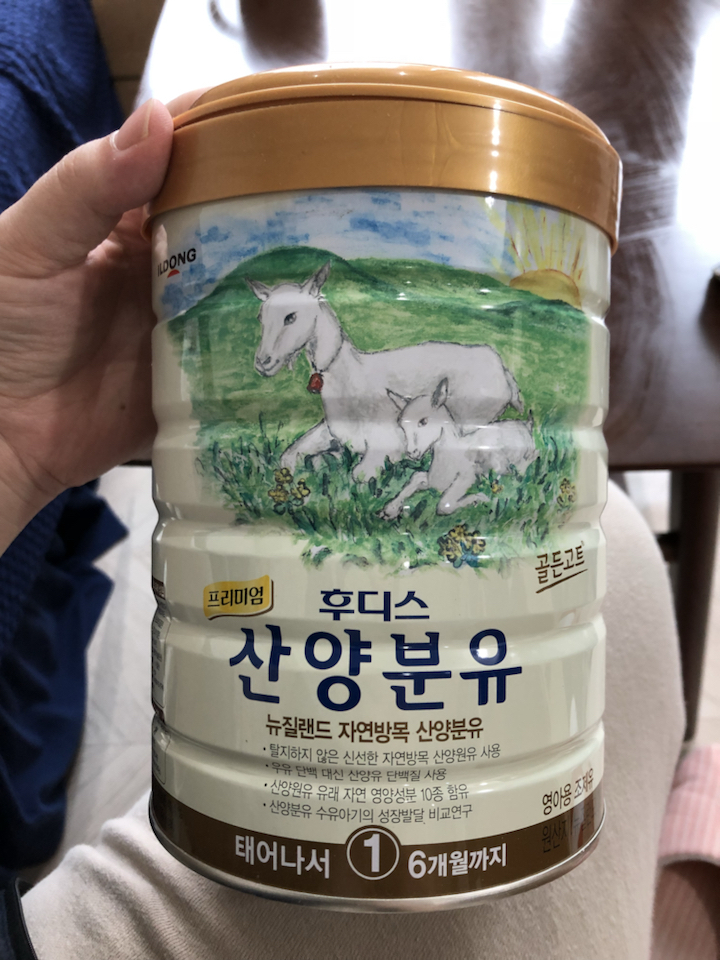 ILDONG
골든고트
프리미엄
후디스
산양분유
뉴질랜드 자연방목 산양분유
· 탈지하지 않은 신선한 자연방목 산양원유 사용
· 우유 단백 대신 산양유 단백질 사용
· 산양원유 유래 자연 영양성분 10종 함유
· 산양분유 수유아기의 성장발달 비교연구
영아용 조제유
태어나서 1 6개월까지